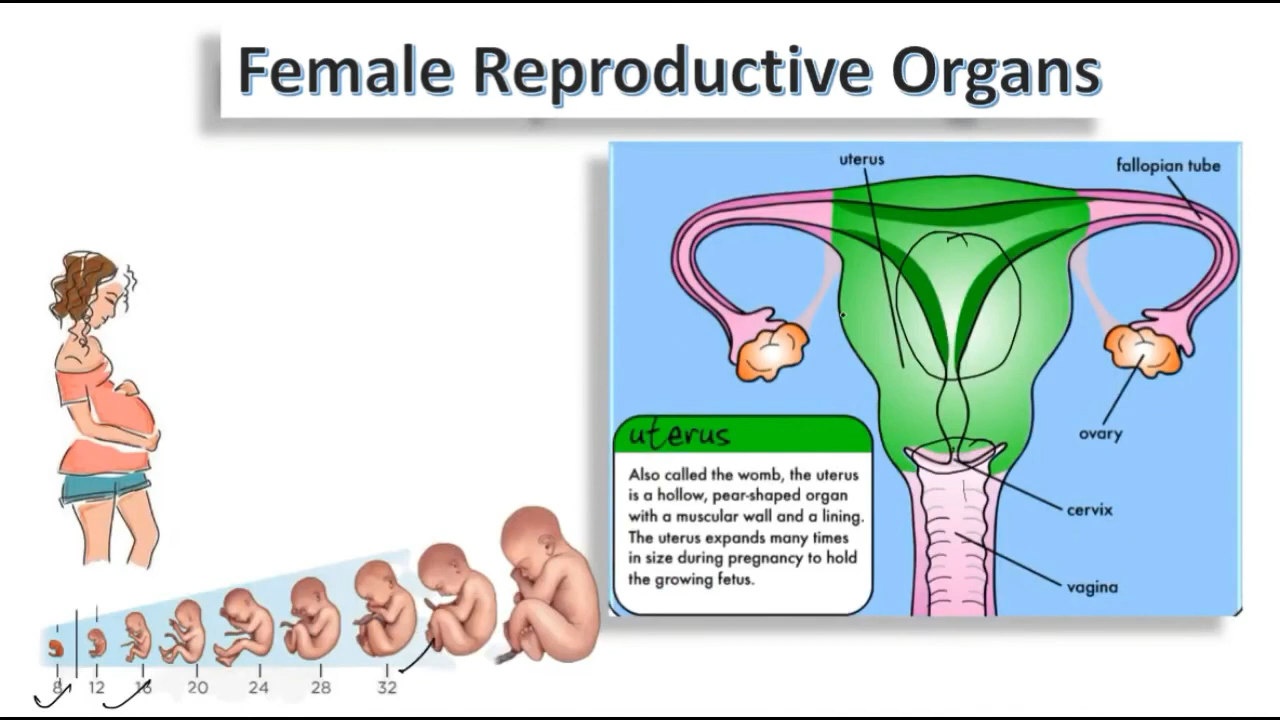 Female Reproductive Organs
uterus
fallopian tube
ovary
cervix
vagina
uterus
Also called the womb, the uterus
is a hollow, pear-shaped organ
with a muscular wall and a lining.
The uterus expands many times
in size during pregnancy to hold
the growing fetus.
8 12 16 20 24 28 32